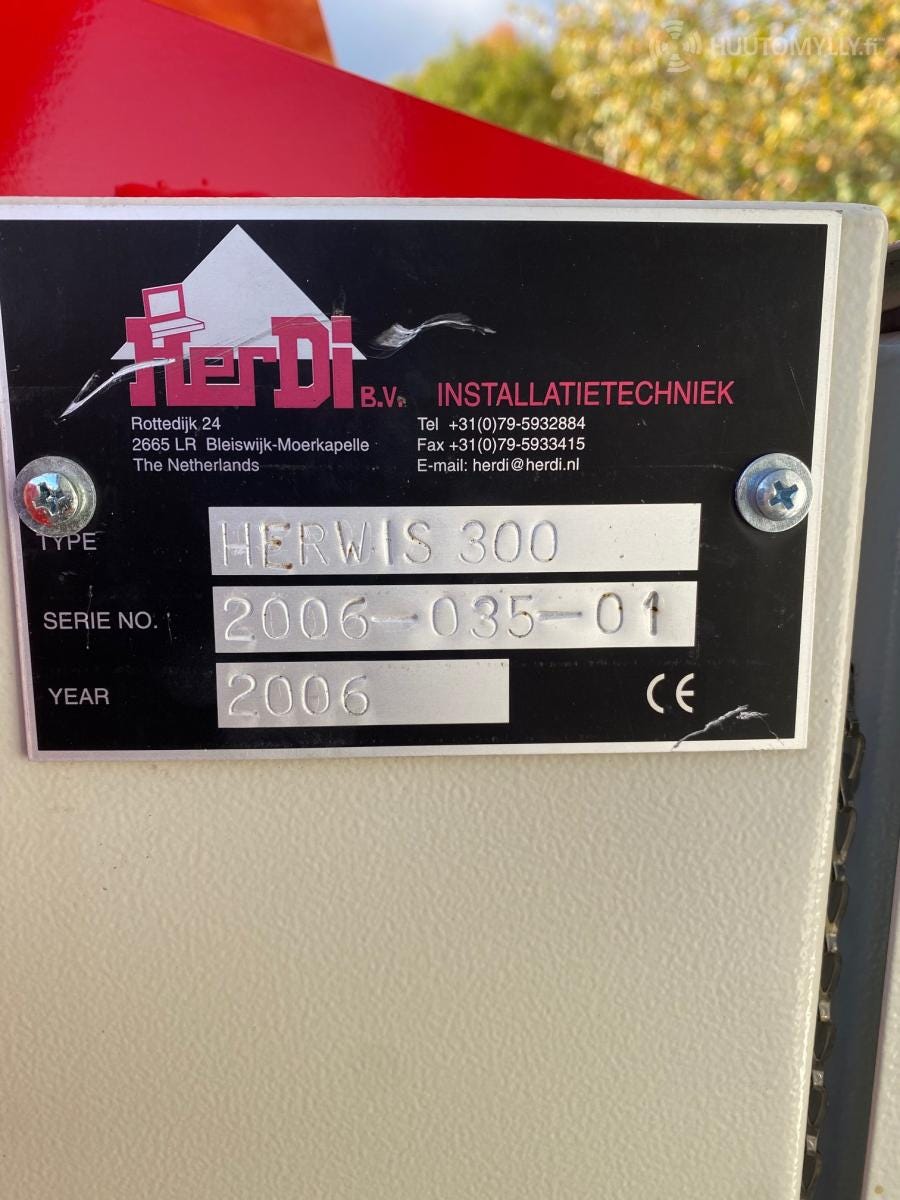 HUUTOMYLLY.fi
HerDi B.V. INSTALLATIETECHNIEK
Rottedijk 24 Tel +31(0)79-5932884
2665 LR Bleiswijk-Moerkapelle Fax +31(0)79-5933415
The Netherlands E-mail: herdi@herdi.nl
TYPE HERWIS 300
SERIE NO. 2006-035-01
YEAR 2006 CE